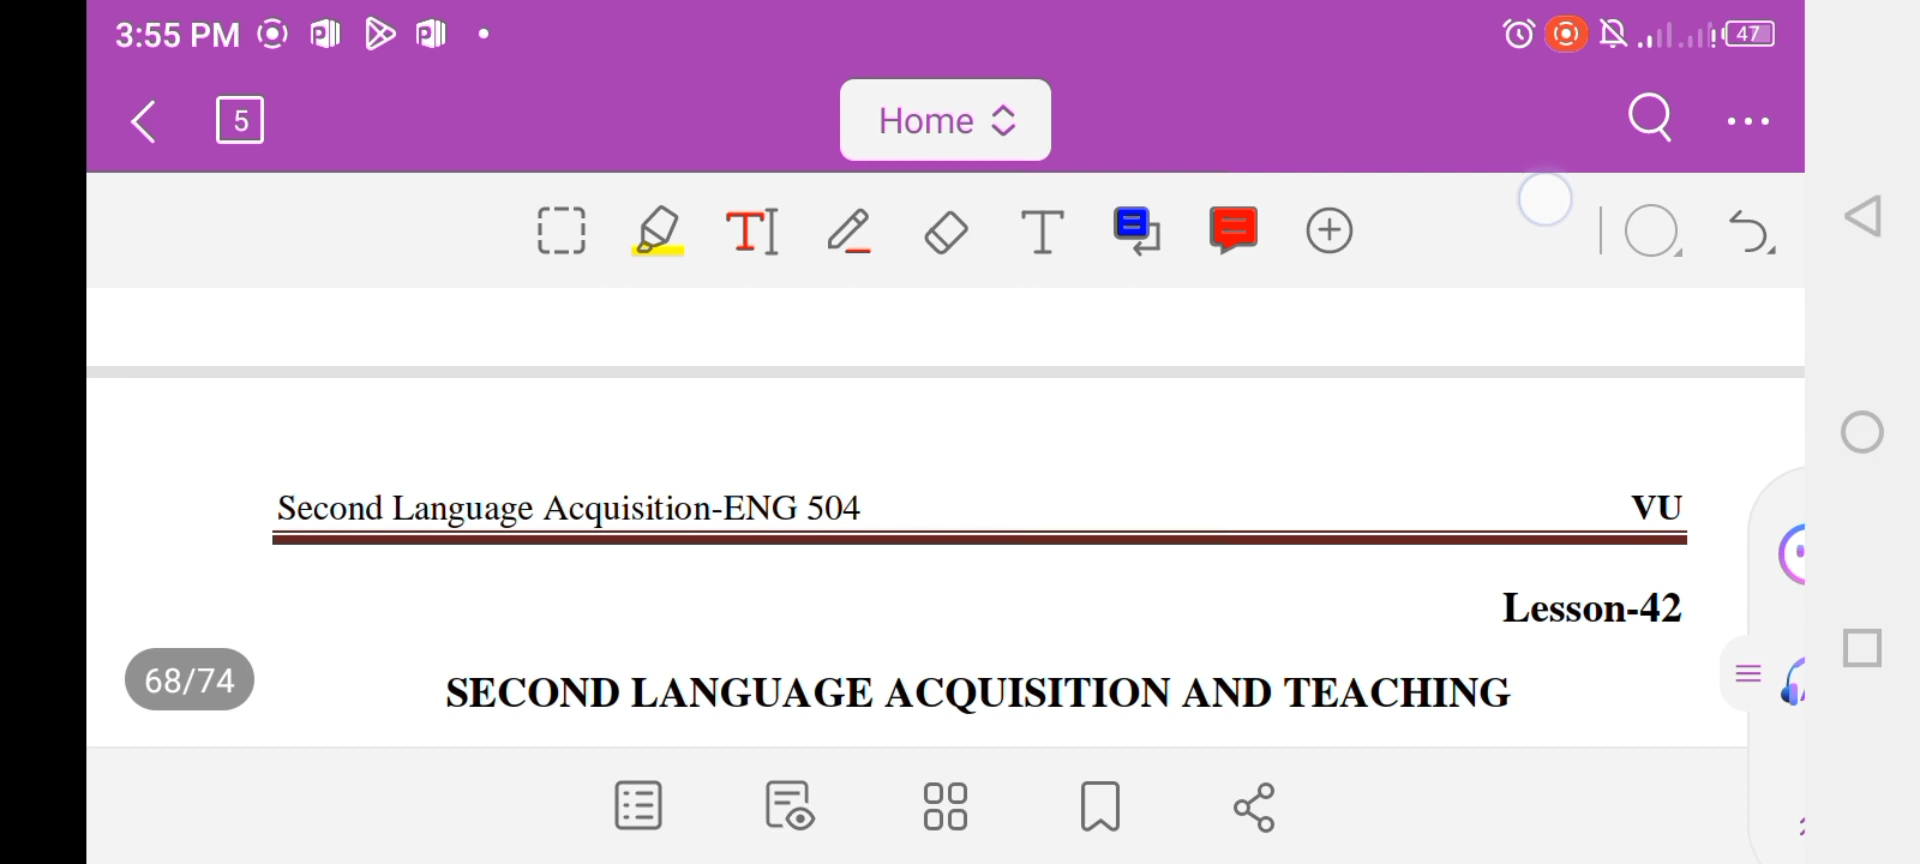 3:55 PM 47
5 Home
Second Language Acquisition-ENG 504 VU
Lesson-42
68/74
SECOND LANGUAGE ACQUISITION AND TEACHING